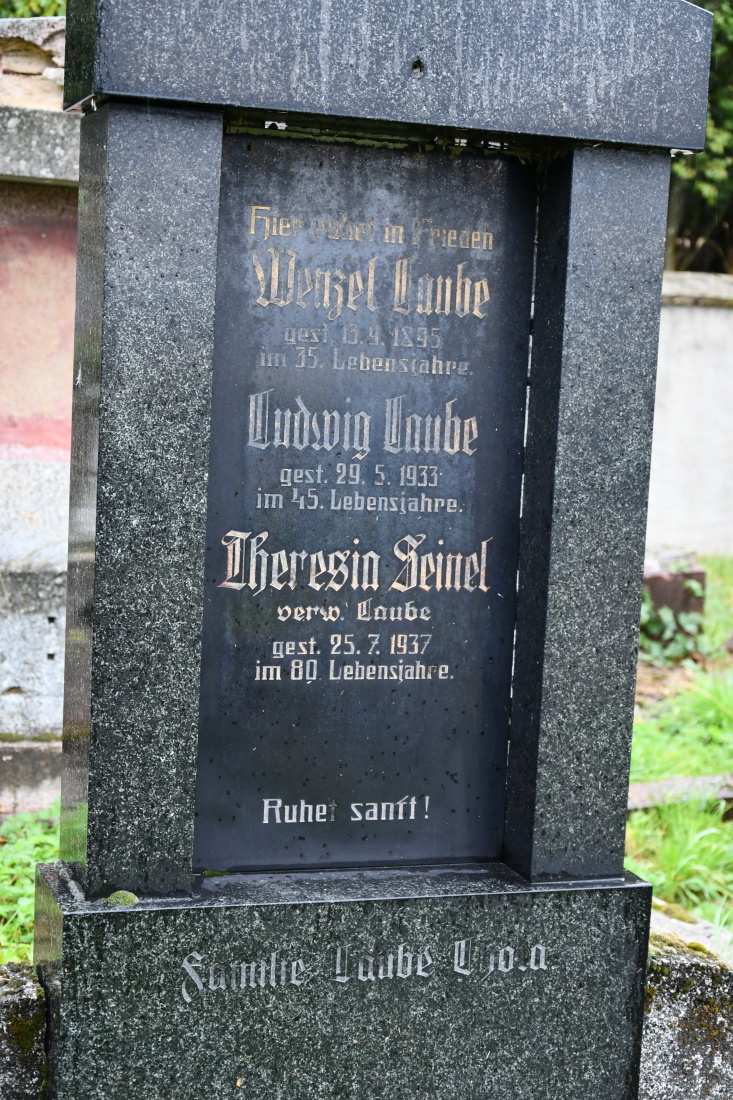 Hier ruhet in Frieden
Wenzel Laube
gest. 13. 9. 1895
im 35. Lebensjahre.
Ludwig Laube
gest. 29. 5. 1933
im 45. Lebensjahre.
Theresia Seinel
verw. Laube
gest. 25. 7. 1937
im 80. Lebensjahre.
Ruhet sanft!
Familie Laube